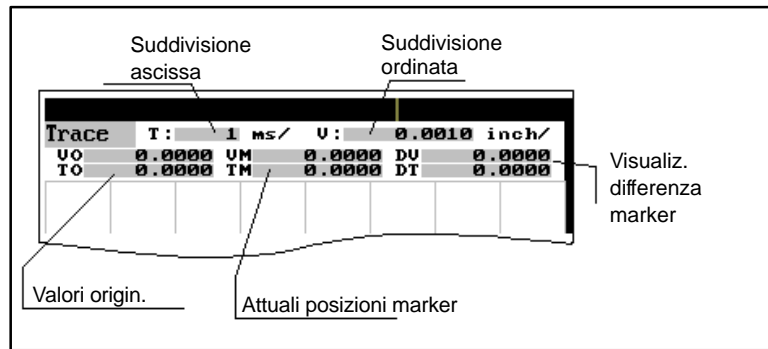 Suddivisione
ascissa
Suddivisione
ordinata
Trace T: 1 ms/ V: 0.0010 inch/
VO 0.0000 VM 0.0000 DV 0.0000
TO 0.0000 TM 0.0000 DT 0.0000
Visualiz.
differenza
marker
Valori origin.
Attuali posizioni marker